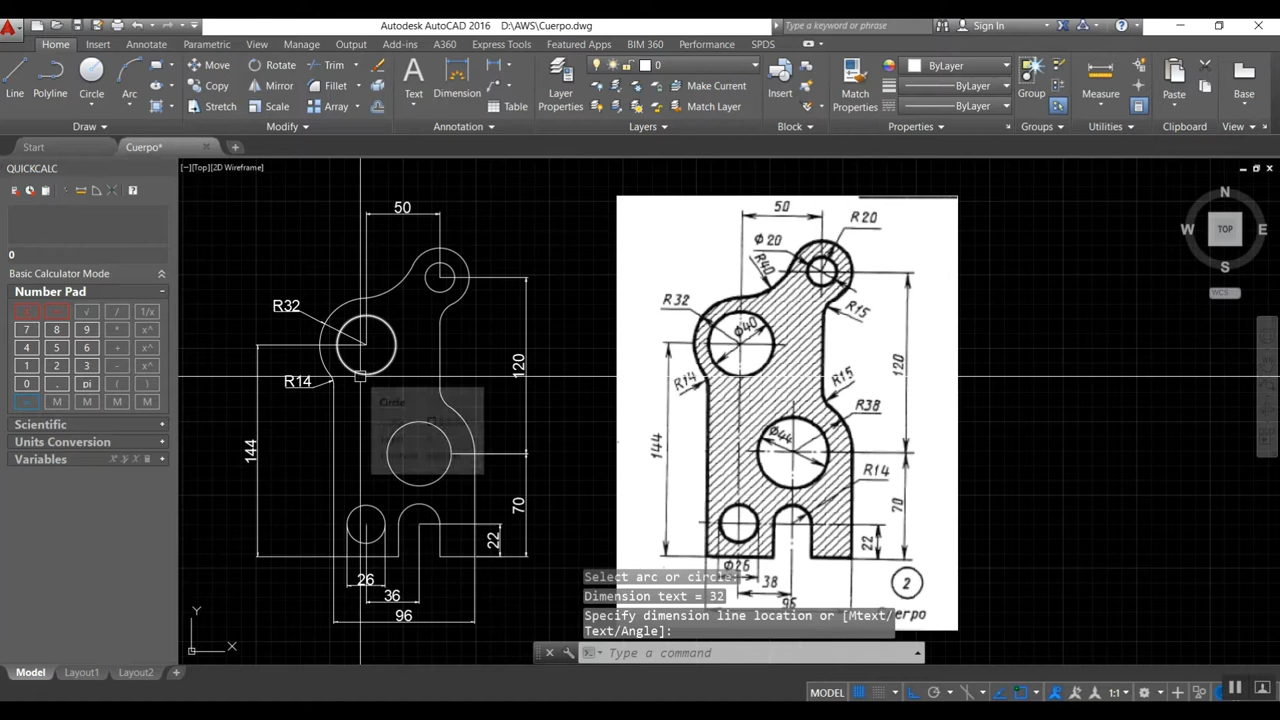 Autodesk AutoCAD 2016 D:\AWS\Cuerpo.dwg
Type a keyword or phrase
Sign In
Home Insert Annotate Parametric View Manage Output Add-ins A360 Express Tools Featured Apps BIM 360 Performance SPDS
Line Polyline Circle Arc
Move Rotate Trim
Copy Mirror Fillet
Stretch Scale Array
Text Dimension Table
Layer Properties
0
Make Current
Match Layer
Insert
Match Properties
ByLayer
ByLayer
ByLayer
Group
Measure
Paste
Base
Draw Modify Annotation Layers Block Properties Groups Utilities Clipboard View
Start Cuerpo*
QUICKCALC
[−][Top][2D Wireframe]
0
Basic Calculator Mode
Number Pad
√ / 1/x
7 8 9 * x^
4 5 6 + x^
1 2 3 - x^
0 . pi ( )
= M M M M
Scientific
Units Conversion
Variables
50
R32
R14
120
144
70
22
26
36
96
Circle
50
R20
Ø20
R40
R32
Ø40
R15
R14
120
R15
R38
Ø44
144
R14
70
22
Ø26
38
96
2
Cuerpo
N
W TOP E
S
WCS
Select arc or circle:
Dimension text = 32
Specify dimension line location or [Mtext/
Text/Angle]:
Type a command
Y
X
Model Layout1 Layout2
MODEL 1:1